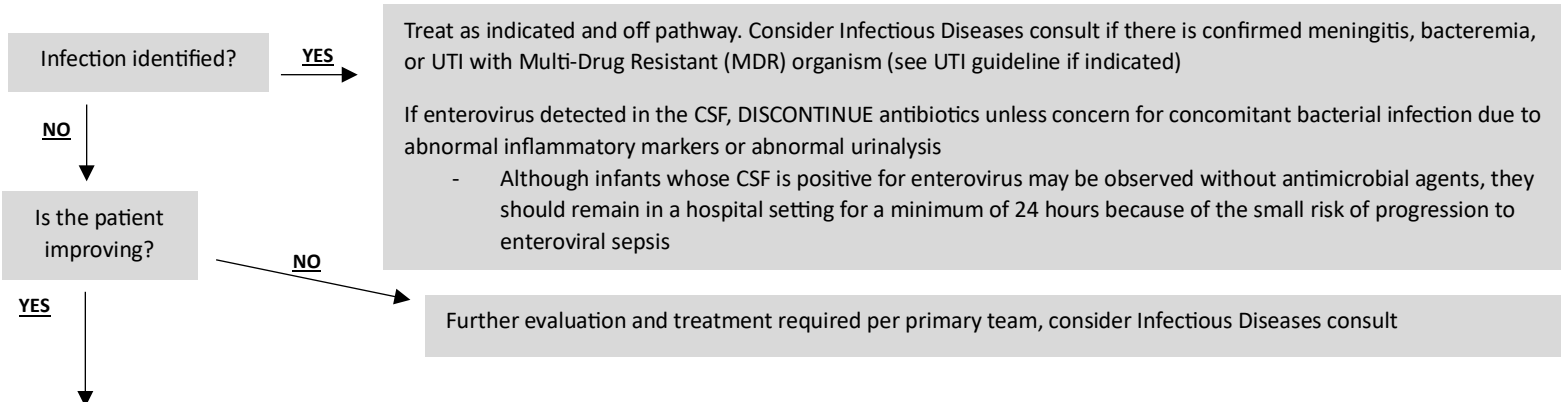 Infection identified?
YES
Treat as indicated and off pathway. Consider Infectious Diseases consult if there is confirmed meningitis, bacteremia,
or UTI with Multi-Drug Resistant (MDR) organism (see UTI guideline if indicated)
If enterovirus detected in the CSF, DISCONTINUE antibiotics unless concern for concomitant bacterial infection due to
abnormal inflammatory markers or abnormal urinalysis
- Although infants whose CSF is positive for enterovirus may be observed without antimicrobial agents, they
should remain in a hospital setting for a minimum of 24 hours because of the small risk of progression to
enteroviral sepsis
NO
Is the patient
improving?
NO
Further evaluation and treatment required per primary team, consider Infectious Diseases consult
YES